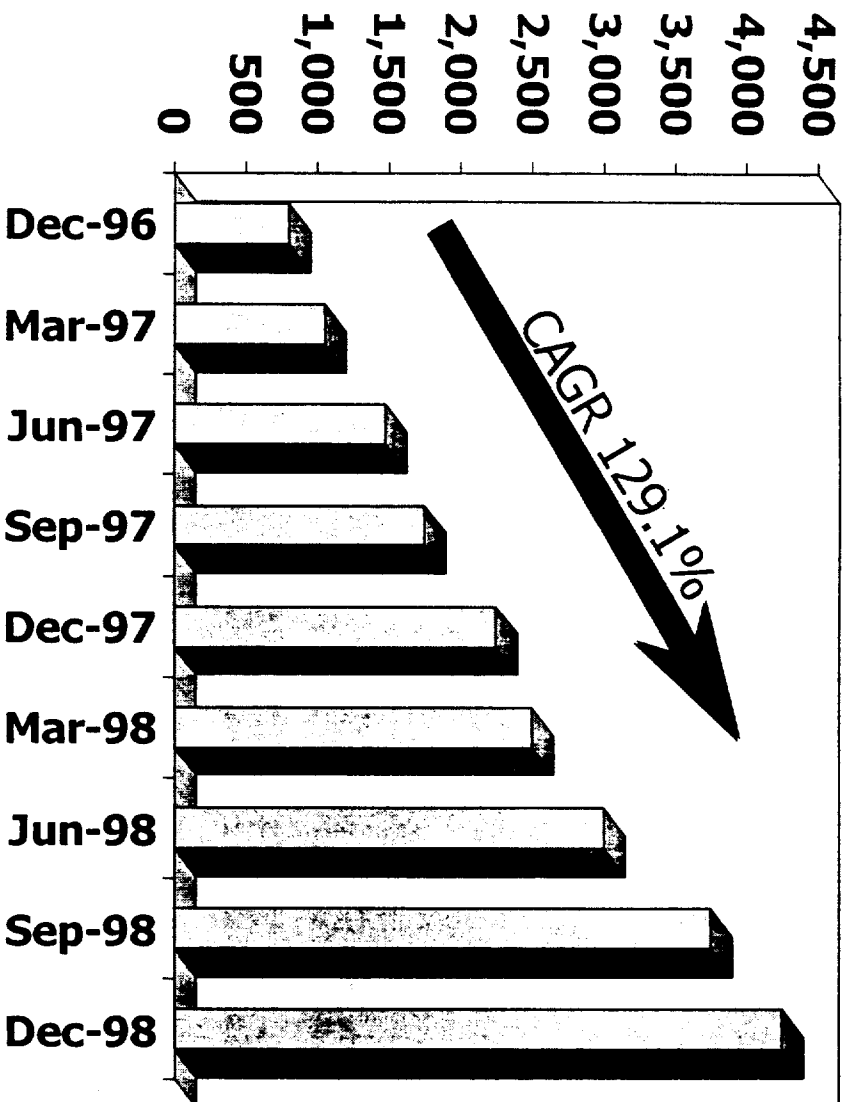 4,500
4,000
3,500
3,000
2,500
2,000
1,500
1,000
500
0
CAGR 129.1%
Dec-96
Mar-97
Jun-97
Sep-97
Dec-97
Mar-98
Jun-98
Sep-98
Dec-98